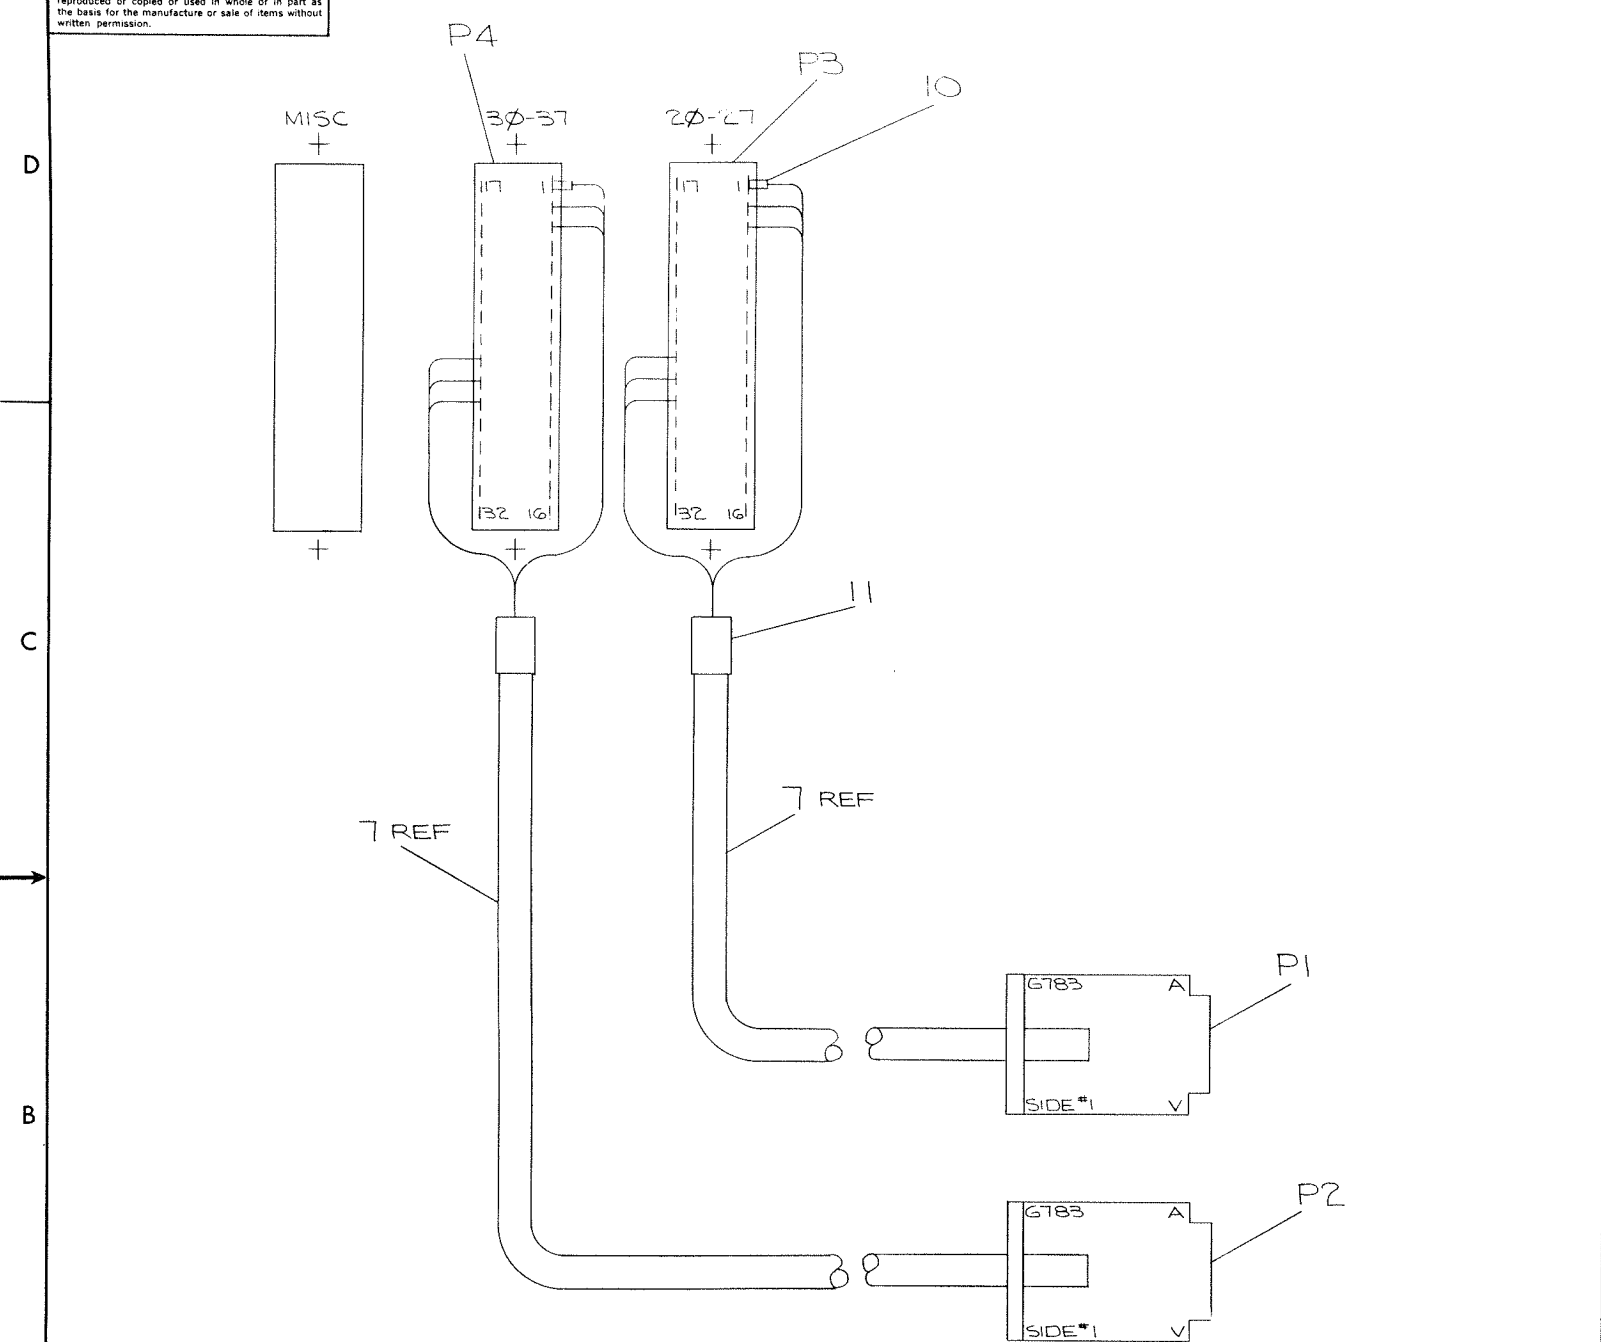 reproduced or copied or used in whole or in part as
the basis for the manufacture or sale of items without
written permission.
P4
P3
10
MISC
3Ø-37
2Ø-27
D
17 1
17 1
32 16
32 16
11
C
7 REF
7 REF
P1
G783 A
B
SIDE #1 V
P2
G783 A
SIDE #1 V